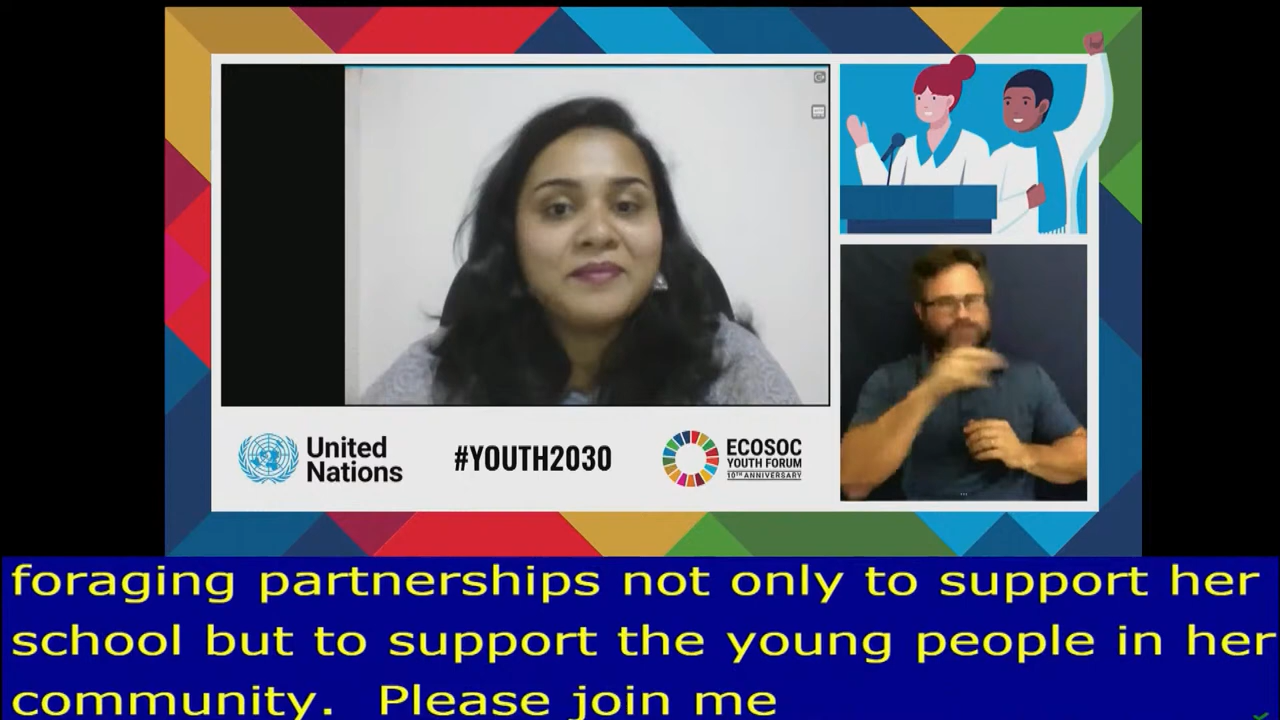 United
Nations
#YOUTH2030
ECOSOC
YOUTH FORUM
10TH ANNIVERSARY
foraging partnerships not only to support her
school but to support the young people in her
community.  Please join me